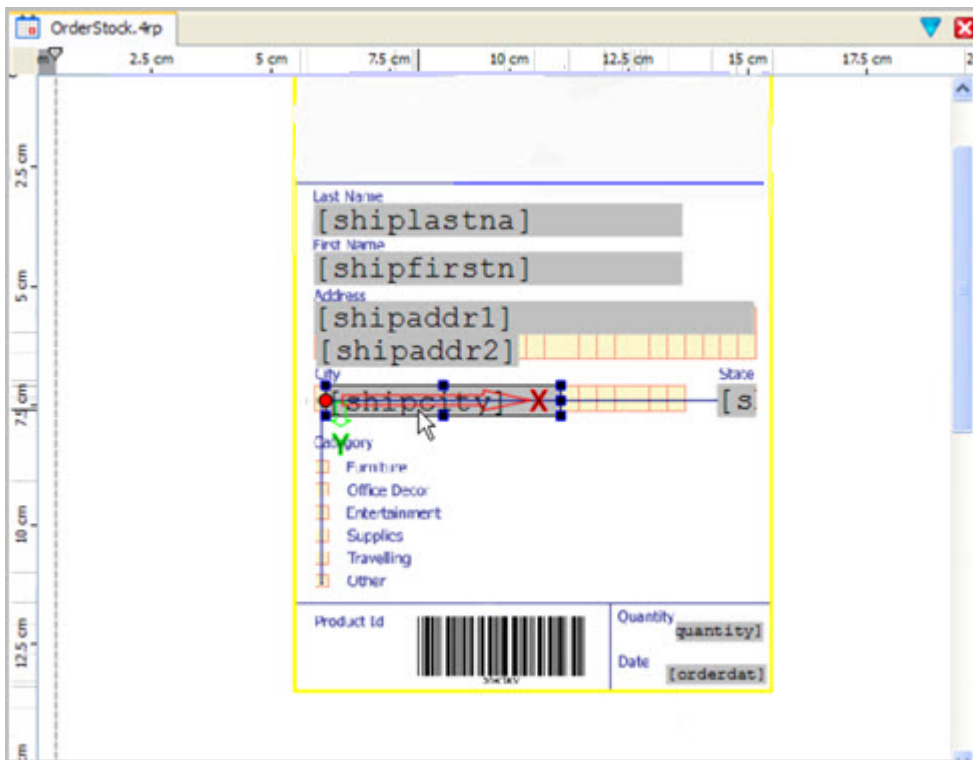 OrderStock.4rp
2.5 cm 5 cm 7.5 cm 10 cm 12.5 cm 15 cm 17.5 cm
2.5 cm
5 cm
7.5 cm
10 cm
12.5 cm
cm
Last Name
[shiplastna]
First Name
[shipfirstn]
Address
[shipaddr1]
[shipaddr2]
City State
[shipcity] X [s
Y
Category
Furniture
Office Decor
Entertainment
Supplies
Travelling
Other
Product Id
Quantity
quantity]
Date
[orderdat]